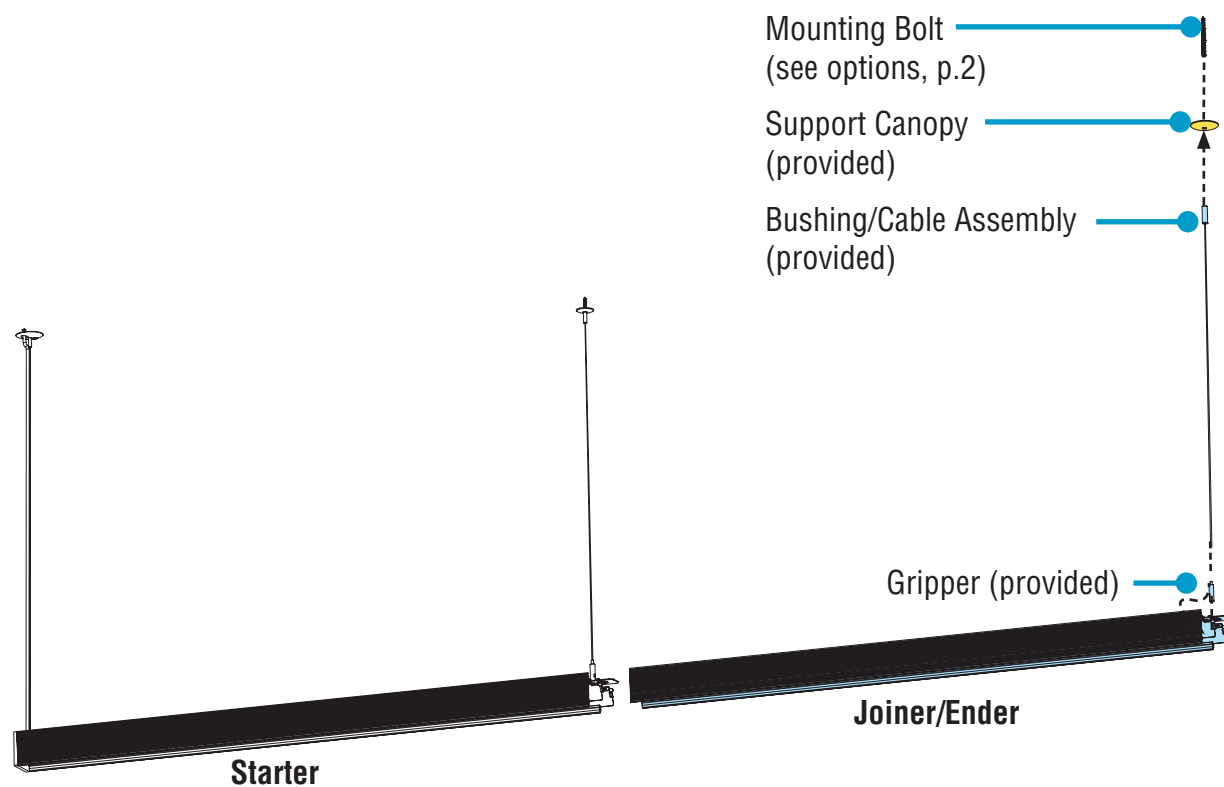 Mounting Bolt
(see options, p.2)
Support Canopy
(provided)
Bushing/Cable Assembly
(provided)
Gripper (provided)
Joiner/Ender
Starter